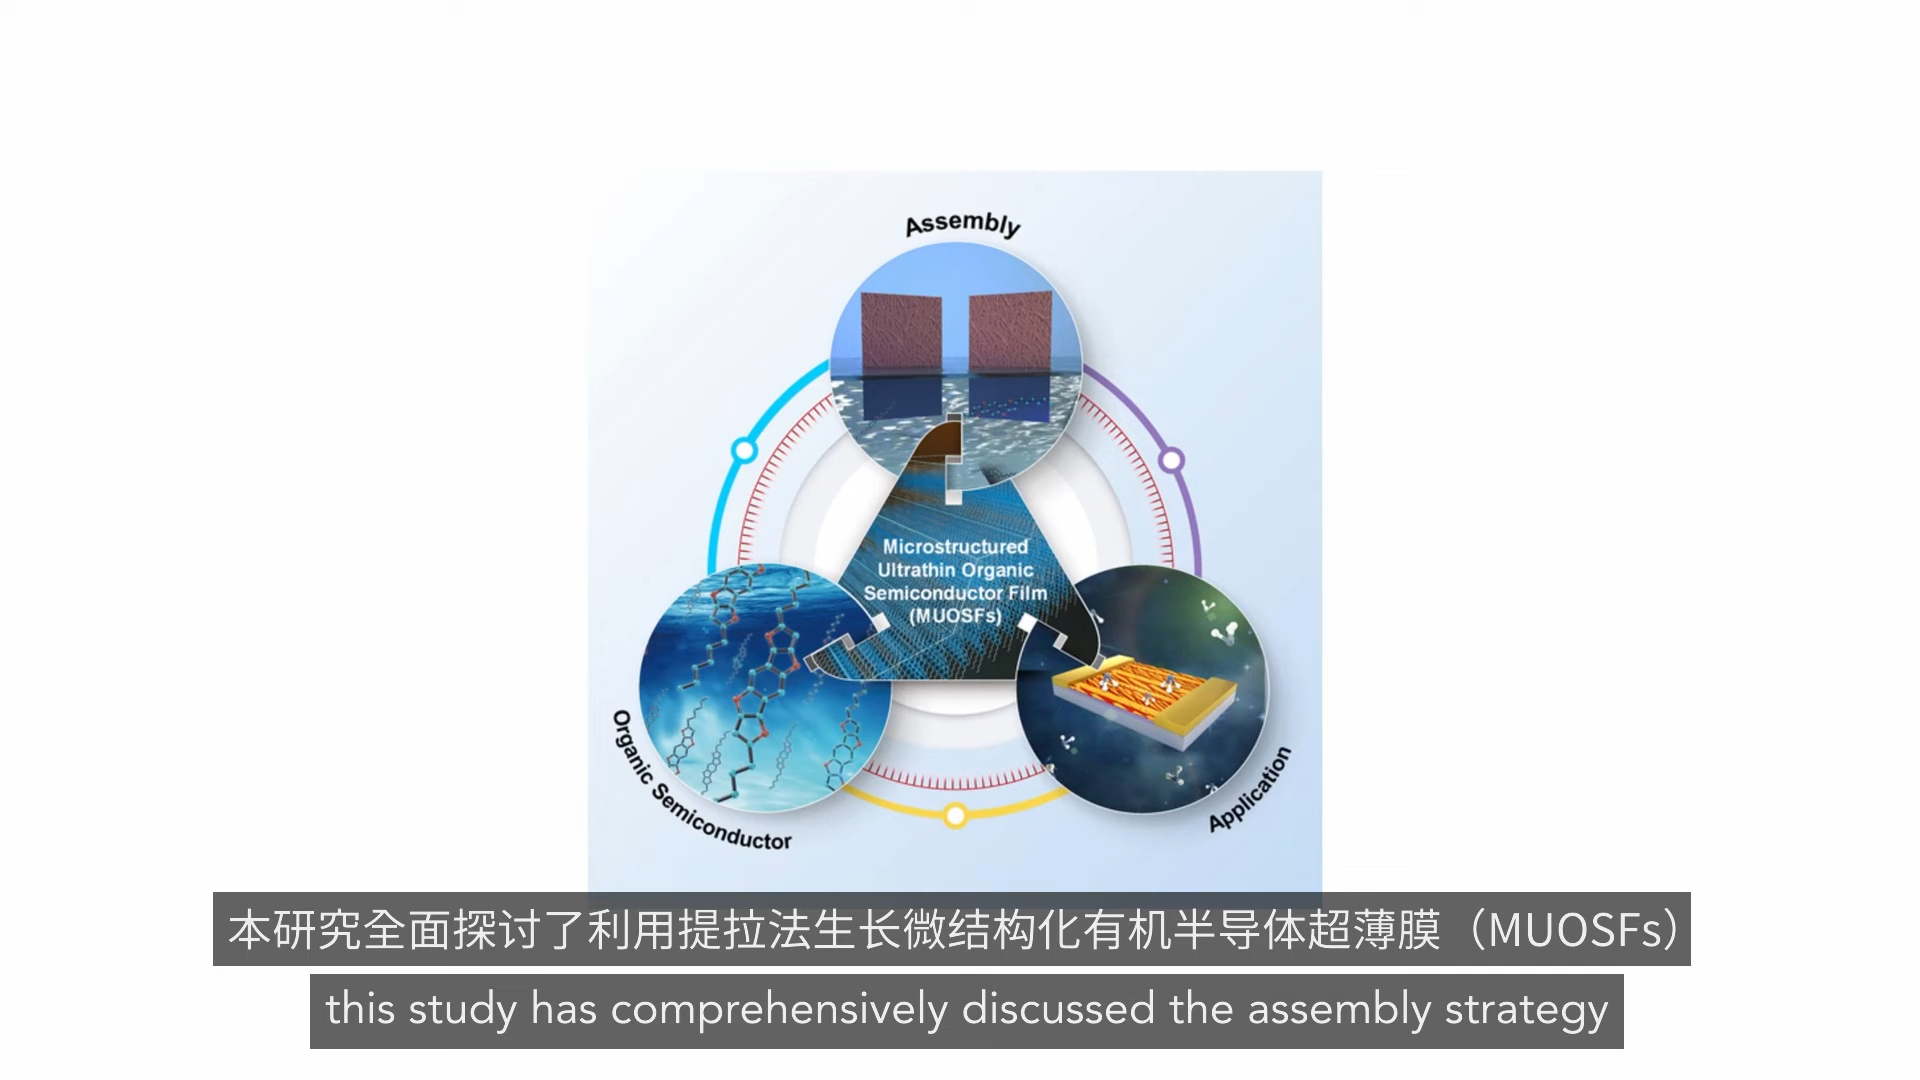 Assembly
Microstructured
Ultrathin Organic
Semiconductor Film
(MUOSFs)
Organic Semiconductor
Application
本研究全面探讨了利用提拉法生长微结构化有机半导体超薄膜（MUOSFs）
this study has comprehensively discussed the assembly strategy